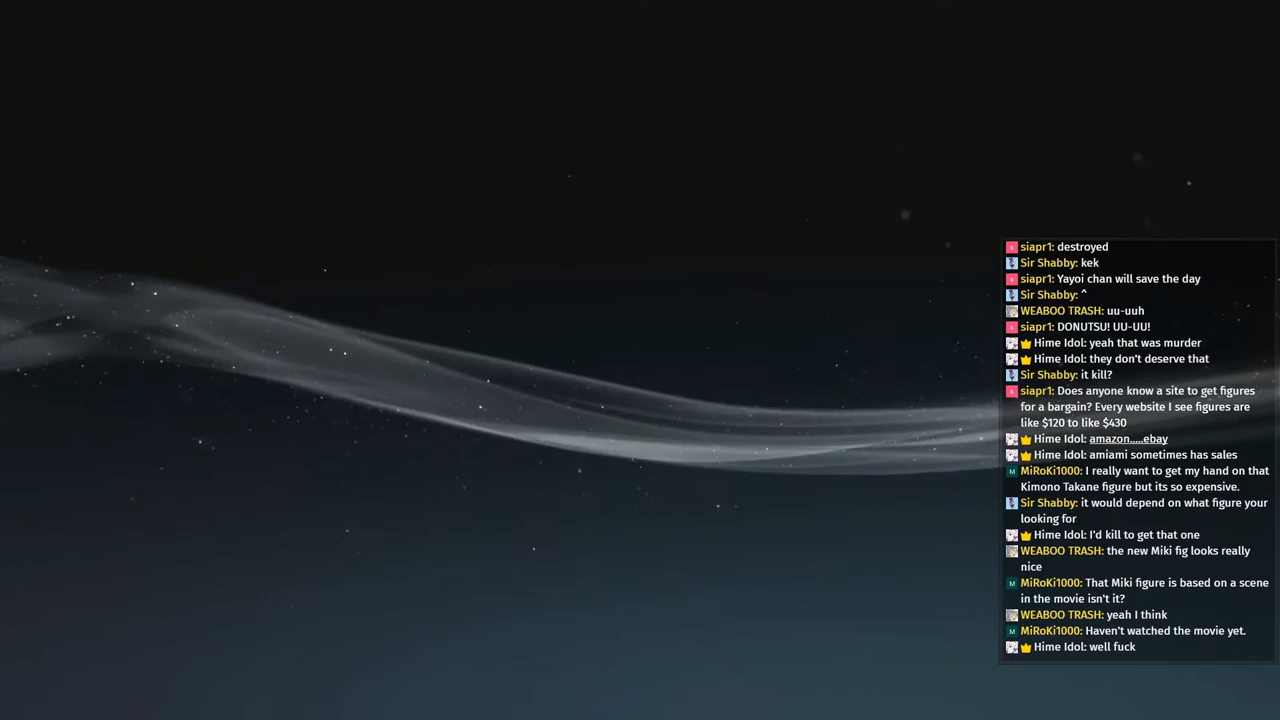 siapr1: destroyed
Sir Shabby: kek
siapr1: Yayoi chan will save the day
Sir Shabby: ^
WEABOO TRASH: uu-uuh
siapr1: DONUTSU! UU-UU!
Hime Idol: yeah that was murder
Hime Idol: they don't deserve that
Sir Shabby: it kill?
siapr1: Does anyone know a site to get figures
for a bargain? Every website I see figures are
like $120 to like $430
Hime Idol: amazon.....ebay
Hime Idol: amiami sometimes has sales
MiRoKi1000: I really want to get my hand on that
Kimono Takane figure but its so expensive.
Sir Shabby: it would depend on what figure your
looking for
Hime Idol: I'd kill to get that one
WEABOO TRASH: the new Miki fig looks really
nice
MiRoKi1000: That Miki figure is based on a scene
in the movie isn't it?
WEABOO TRASH: yeah I think
MiRoKi1000: Haven't watched the movie yet.
Hime Idol: well fuck